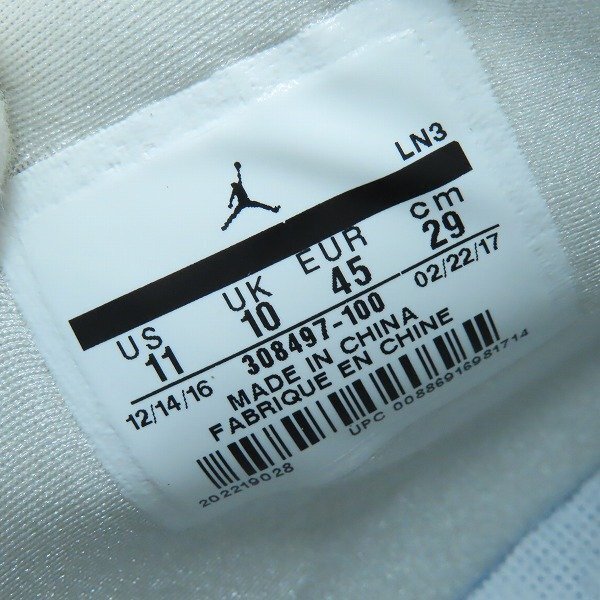 LN3
US UK EUR cm
11 10 45 29
12/14/16 308497-100 02/22/17
MADE IN CHINA
FABRIQUE EN CHINE
202219028 UPC 00886916981714